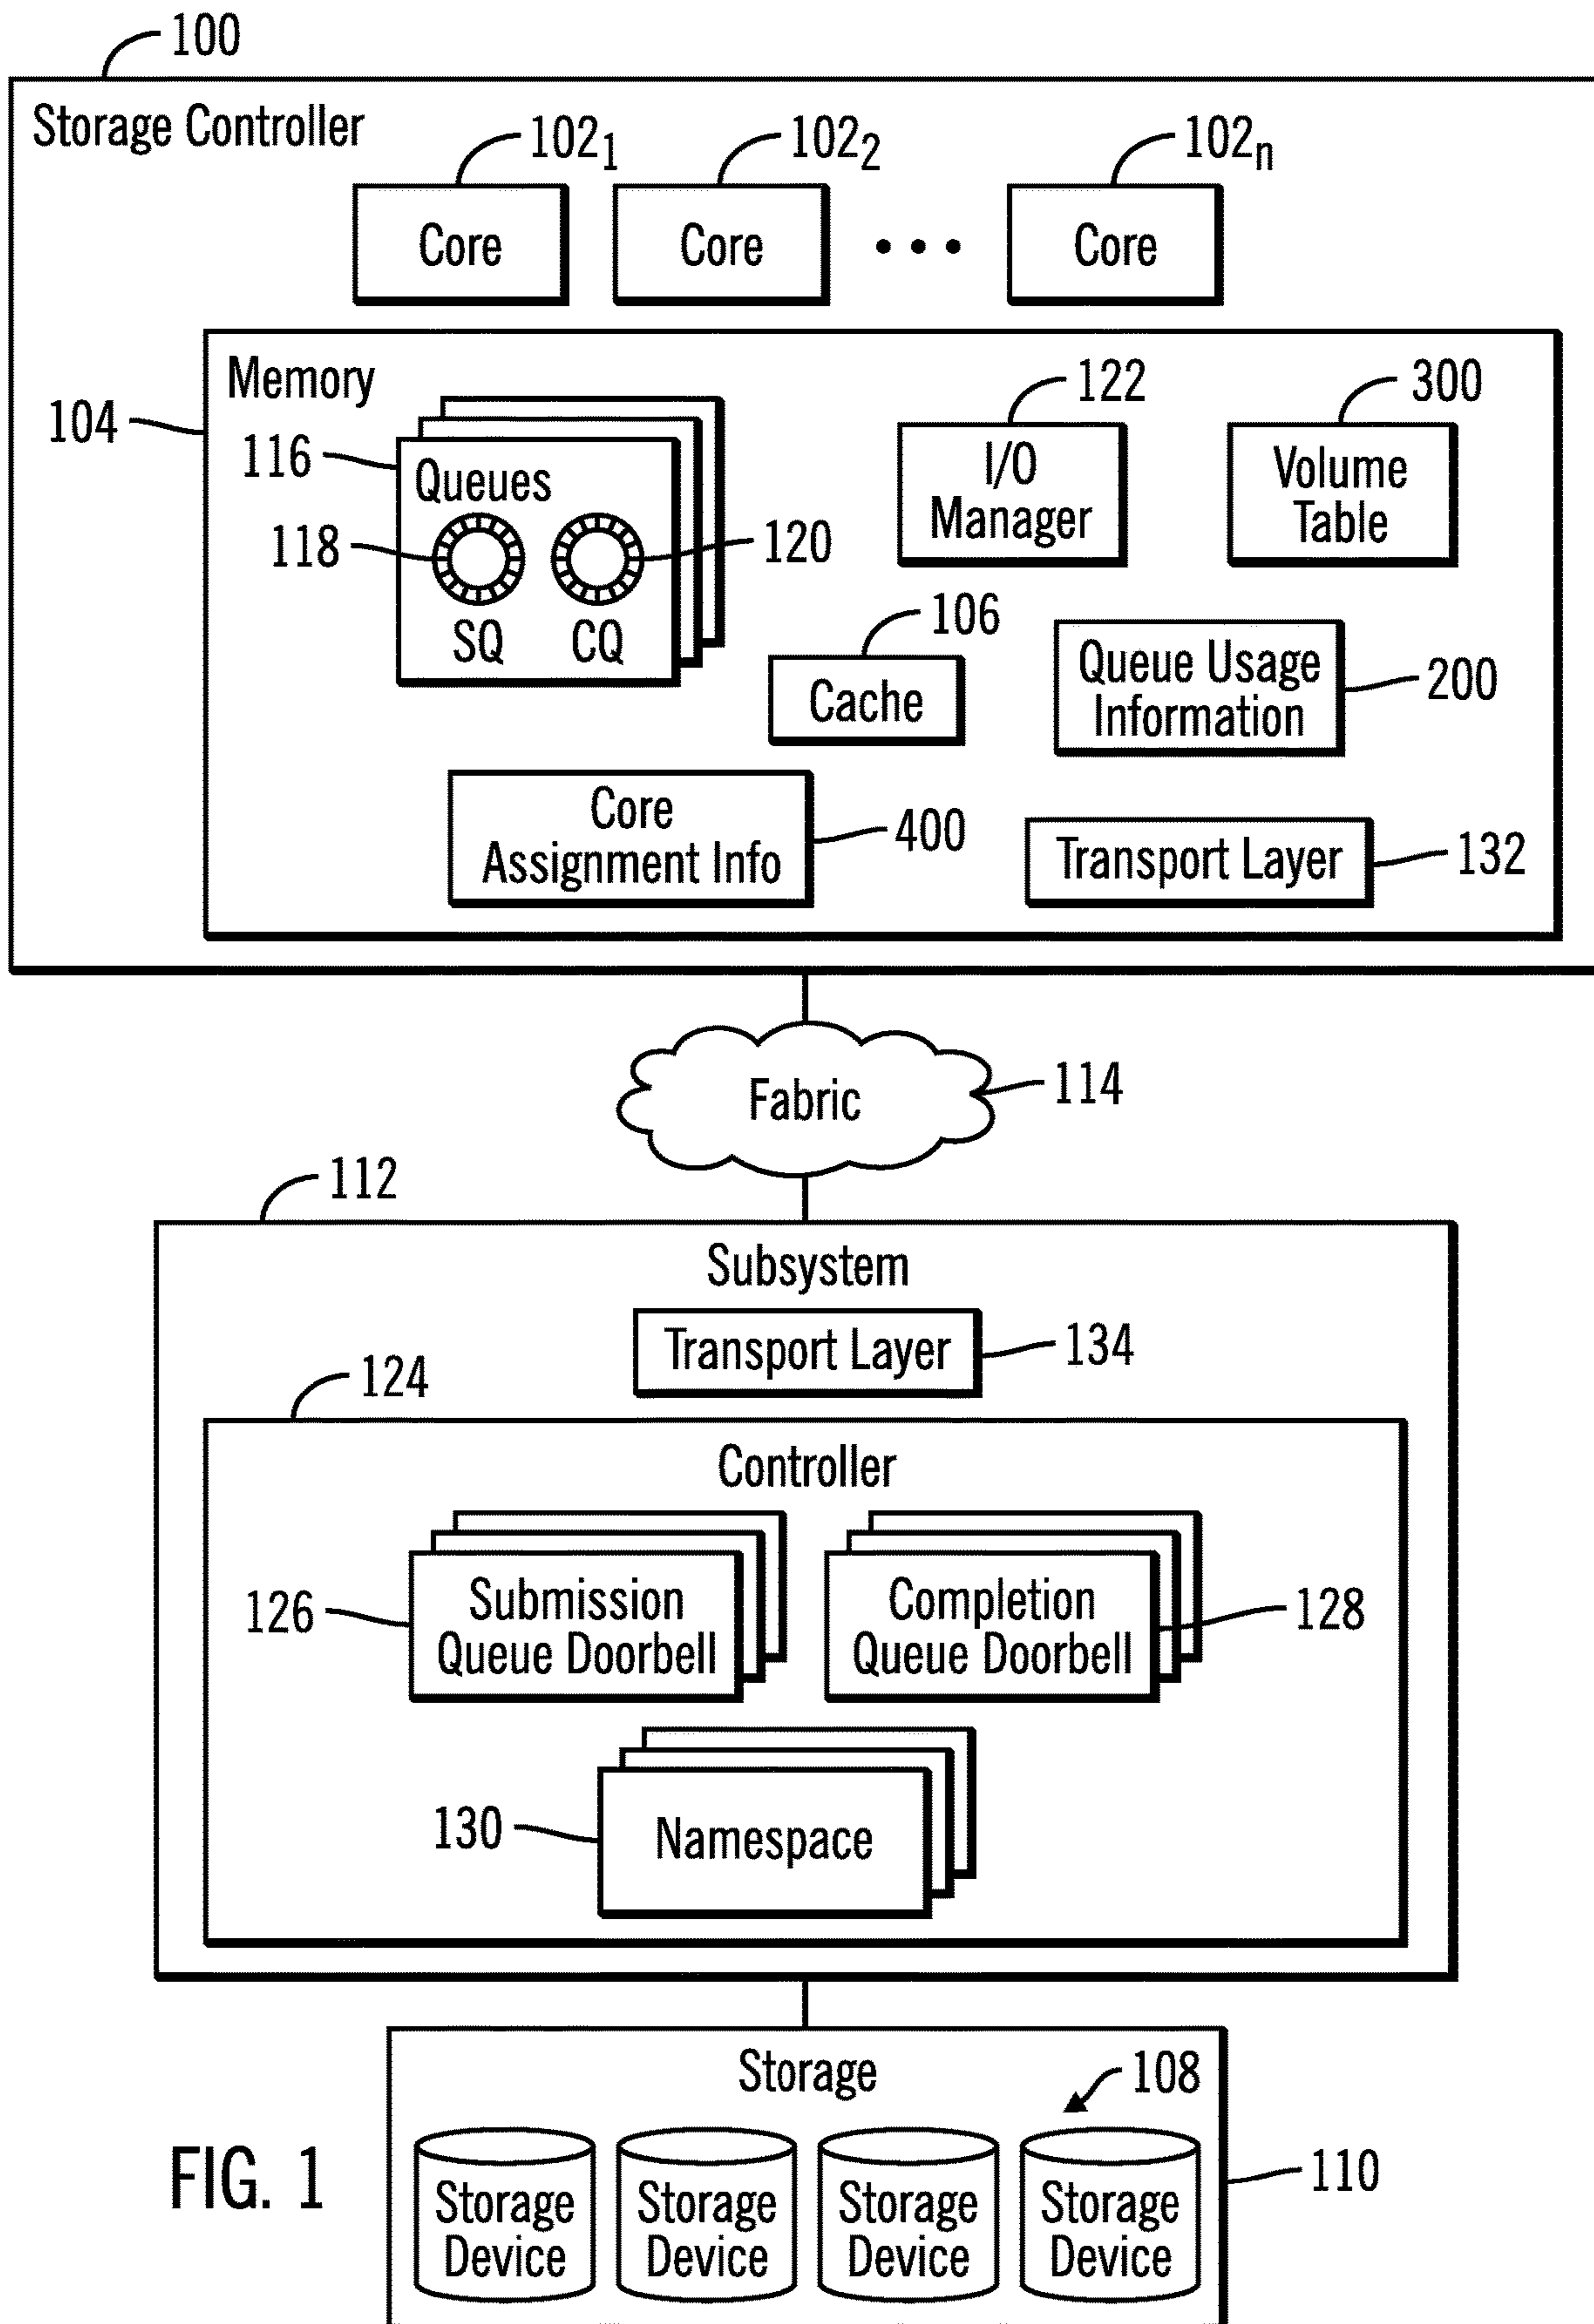 100
Storage Controller
102₁
102₂
102ₙ
Core
Core
Core
Memory
104
116
Queues
118
120
SQ
CQ
122
I/O
Manager
300
Volume
Table
106
Cache
Queue Usage
Information
200
Core
Assignment Info
400
Transport Layer
132
Fabric
114
112
Subsystem
Transport Layer
134
124
Controller
126
Submission
Queue Doorbell
Completion
Queue Doorbell
128
130
Namespace
Storage
108
110
Storage
Device
Storage
Device
Storage
Device
Storage
Device
FIG. 1